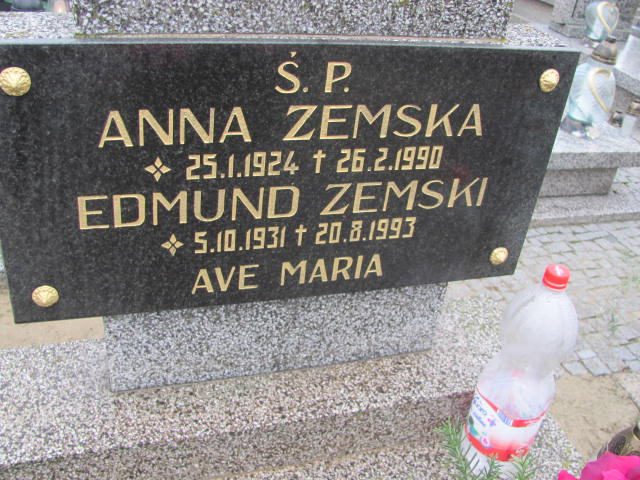 Ś. P.
ANNA ZEMSKA
25.1.1924 † 26.2.1990
EDMUND ZEMSKI
5.10.1931 † 20.8.1993
AVE MARIA